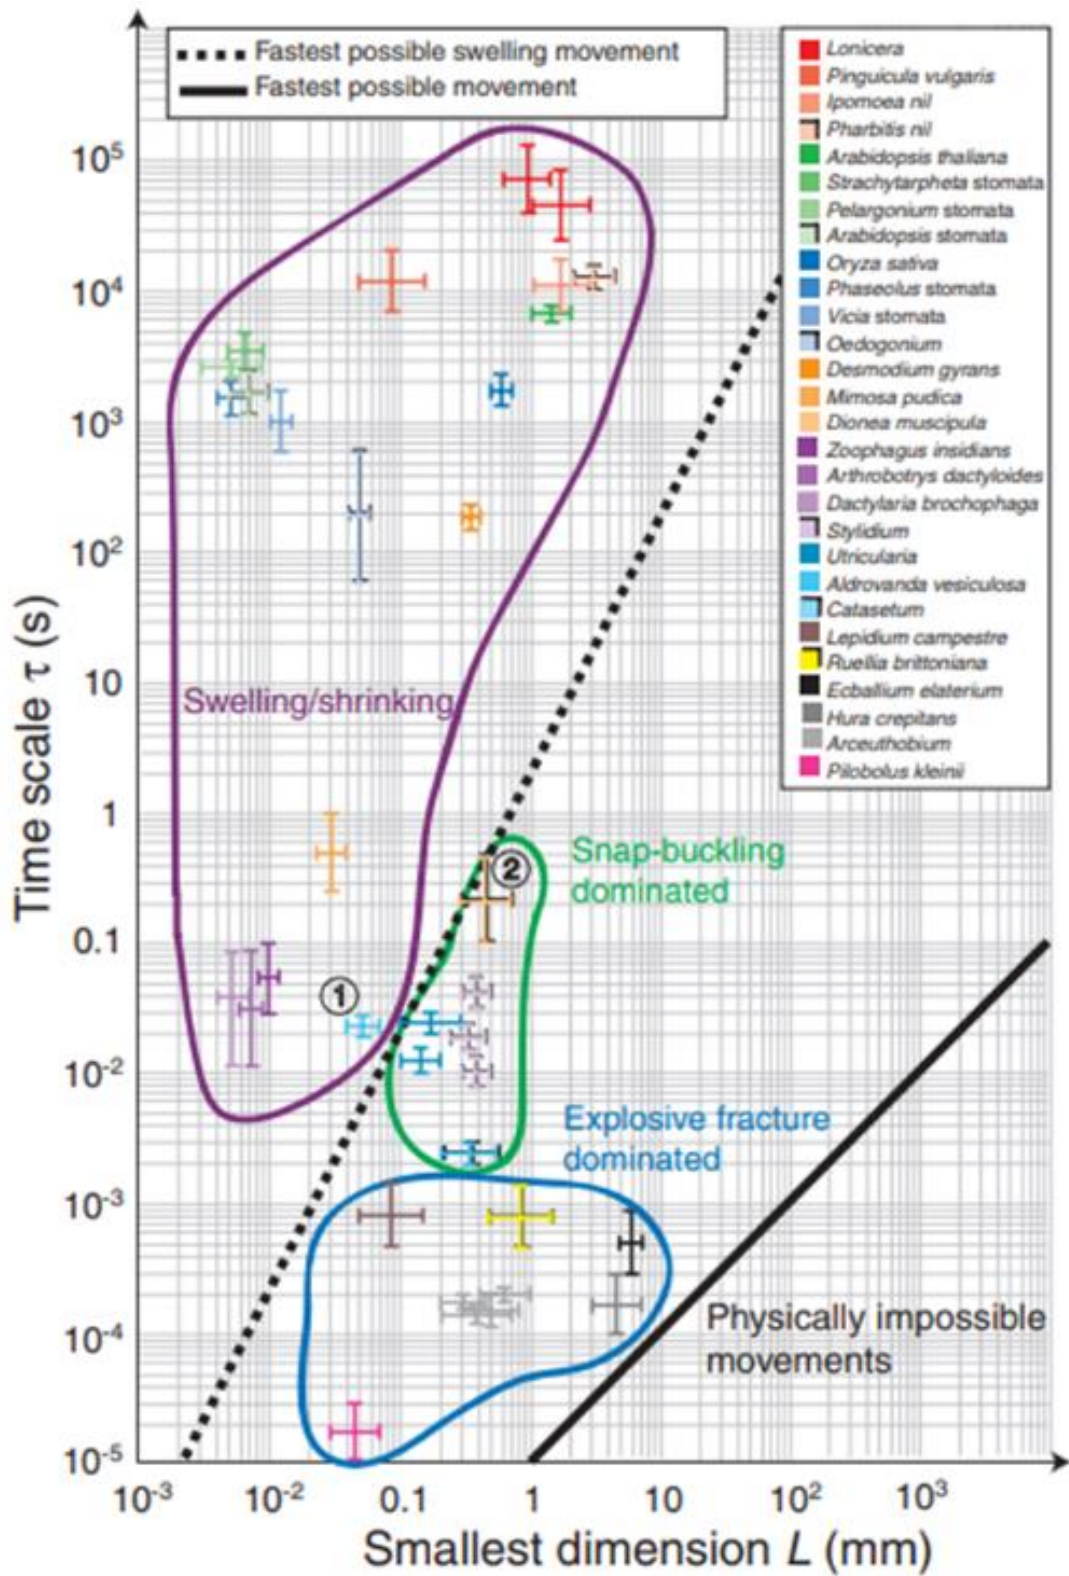 Fastest possible swelling movement
Fastest possible movement
Lonicera
Pinguicula vulgaris
Ipomoea nil
Pharbitis nil
Arabidopsis thaliana
Strachytarpheta stomata
Pelargonium stomata
Arabidopsis stomata
Oryza sativa
Phaseolus stomata
Vicia stomata
Oedogonium
Desmodium gyrans
Mimosa pudica
Dionea muscipula
Zoophagus insidians
Arthrobotrys dactyloides
Dactylaria brochophaga
Stylidium
Utricularia
Aldrovanda vesiculosa
Catasetum
Lepidium campestre
Ruellia brittoniana
Ecballium elaterium
Hura crepitans
Arceuthobium
Pilobolus kleinii
Time scale τ (s)
10⁵
10⁴
10³
10²
10
1
0.1
10⁻²
10⁻³
10⁻⁴
10⁻⁵
Swelling/shrinking
1
2
Snap-buckling
dominated
Explosive fracture
dominated
Physically impossible
movements
10⁻³
10⁻²
0.1
1
10
10²
10³
Smallest dimension L (mm)